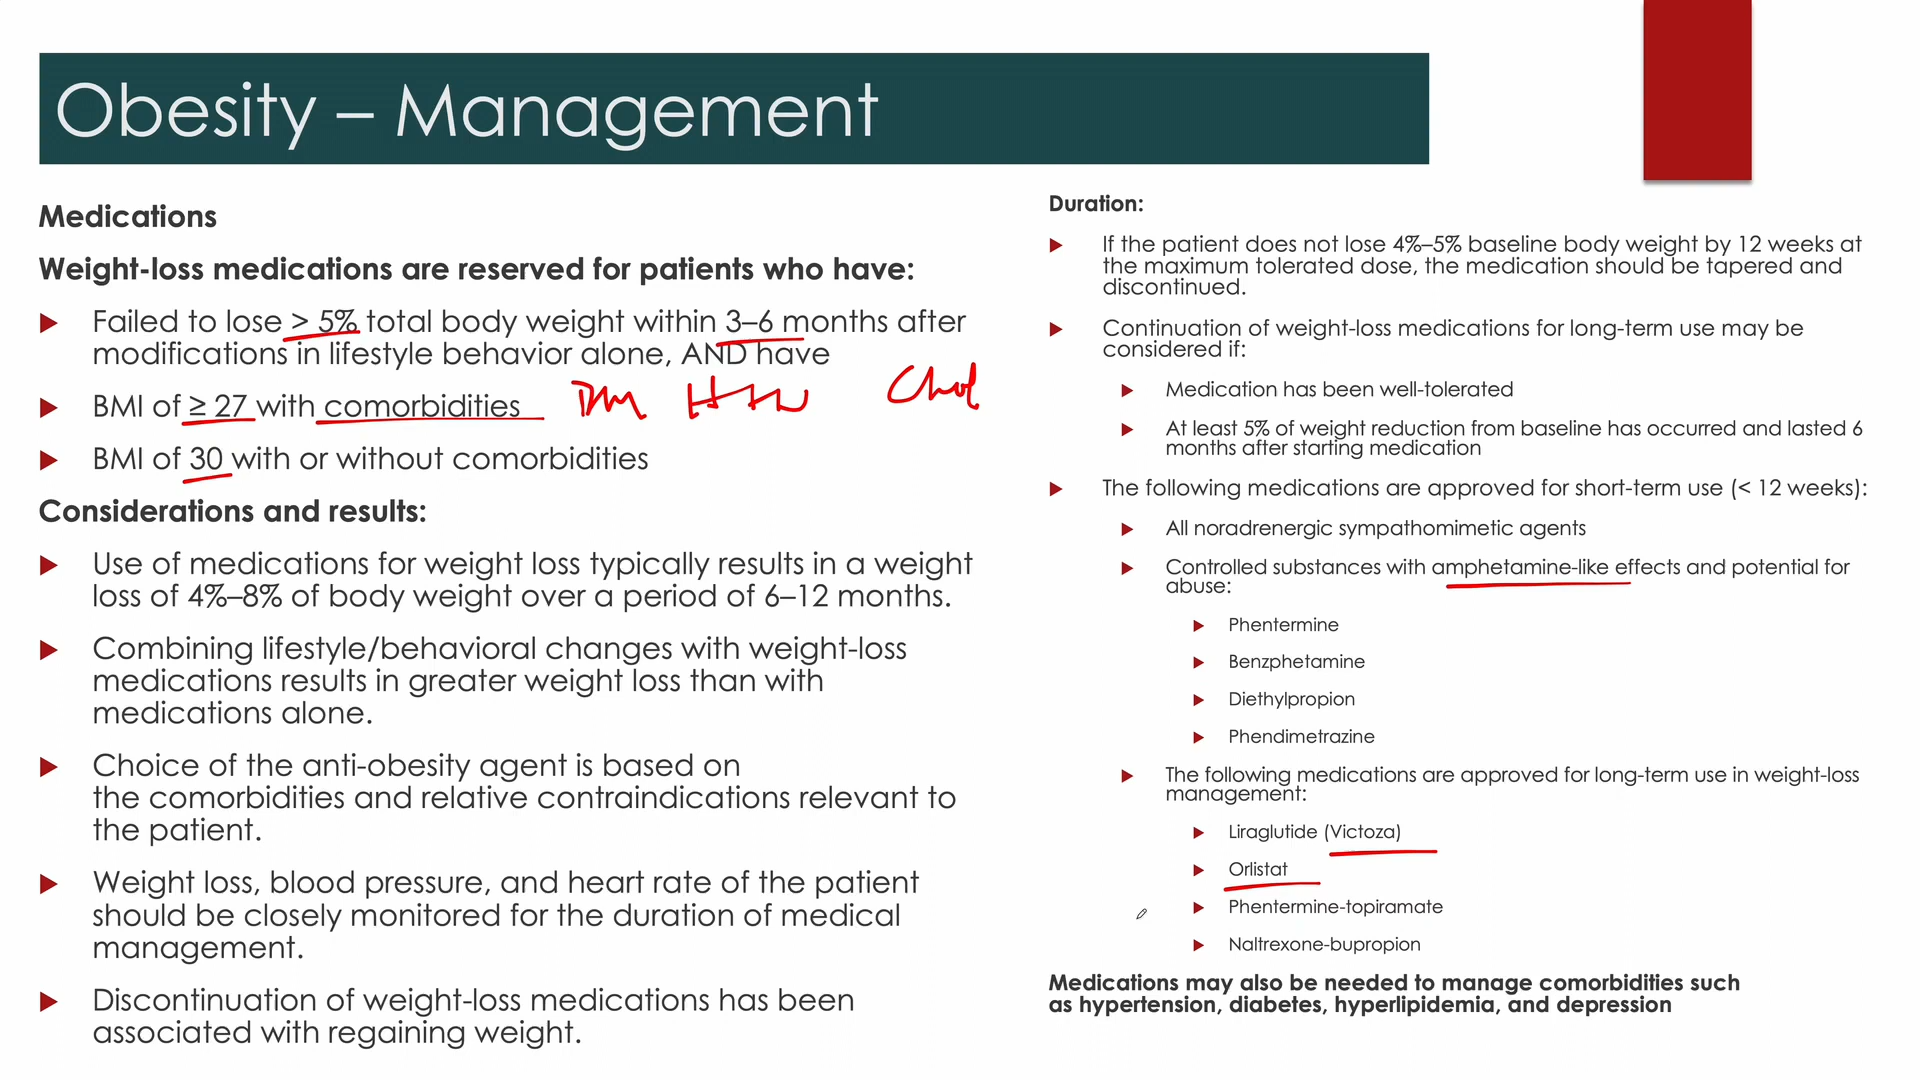 Obesity – Management
Medications
Weight-loss medications are reserved for patients who have:
Failed to lose > 5% total body weight within 3–6 months after
modifications in lifestyle behavior alone, AND have
BMI of ≥ 27 with comorbidities DM HTN Chol
BMI of 30 with or without comorbidities
Considerations and results:
Use of medications for weight loss typically results in a weight
loss of 4%–8% of body weight over a period of 6–12 months.
Combining lifestyle/behavioral changes with weight-loss
medications results in greater weight loss than with
medications alone.
Choice of the anti-obesity agent is based on
the comorbidities and relative contraindications relevant to
the patient.
Weight loss, blood pressure, and heart rate of the patient
should be closely monitored for the duration of medical
management.
Discontinuation of weight-loss medications has been
associated with regaining weight.
Duration:
If the patient does not lose 4%–5% baseline body weight by 12 weeks at
the maximum tolerated dose, the medication should be tapered and
discontinued.
Continuation of weight-loss medications for long-term use may be
considered if:
Medication has been well-tolerated
At least 5% of weight reduction from baseline has occurred and lasted 6
months after starting medication
The following medications are approved for short-term use (< 12 weeks):
All noradrenergic sympathomimetic agents
Controlled substances with amphetamine-like effects and potential for
abuse:
Phentermine
Benzphetamine
Diethylpropion
Phendimetrazine
The following medications are approved for long-term use in weight-loss
management:
Liraglutide (Victoza)
Orlistat
Phentermine-topiramate
Naltrexone-bupropion
Medications may also be needed to manage comorbidities such
as hypertension, diabetes, hyperlipidemia, and depression